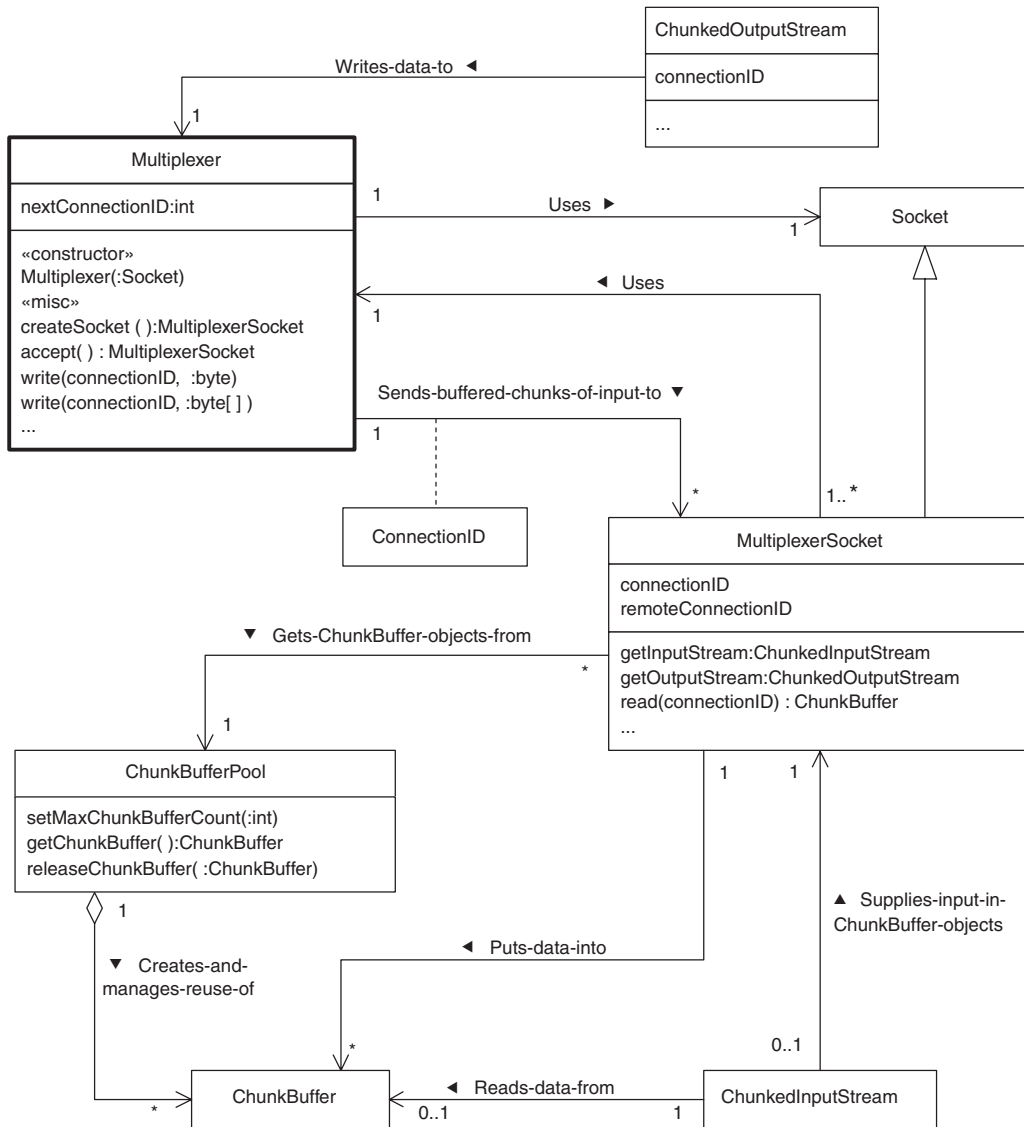 ChunkedOutputStream
connectionID
...
Writes-data-to ◄
1
Multiplexer
nextConnectionID:int
«constructor»
Multiplexer(:Socket)
«misc»
createSocket ( ):MultiplexerSocket
accept( ) : MultiplexerSocket
write(connectionID, :byte)
write(connectionID, :byte[ ] )
...
1
Uses ►
1
Socket
◄ Uses
1
1..*
Sends-buffered-chunks-of-input-to ▼
1
*
ConnectionID
MultiplexerSocket
connectionID
remoteConnectionID
getInputStream:ChunkedInputStream
getOutputStream:ChunkedOutputStream
read(connectionID) : ChunkBuffer
...
▼ Gets-ChunkBuffer-objects-from
*
1
ChunkBufferPool
setMaxChunkBufferCount(:int)
getChunkBuffer( ):ChunkBuffer
releaseChunkBuffer( :ChunkBuffer)
1
1
1
▲ Supplies-input-in-
ChunkBuffer-objects
◄ Puts-data-into
▼ Creates-and-
manages-reuse-of
*
0..1
*
ChunkBuffer
◄ Reads-data-from
0..1
1
ChunkedInputStream